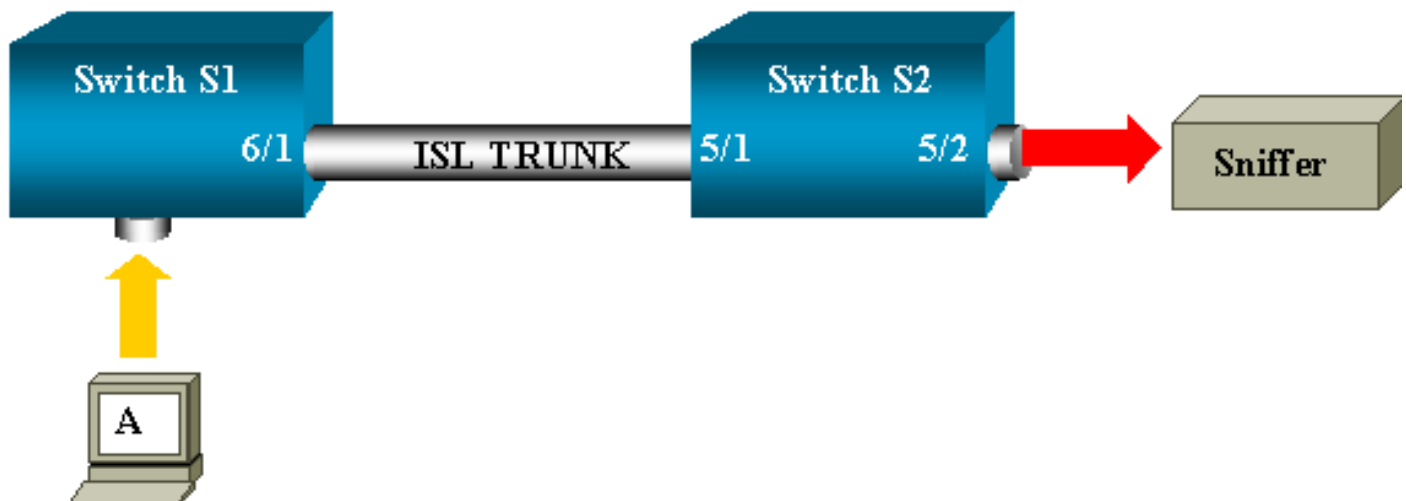 Switch S1
Switch S2
6/1
ISL TRUNK
5/1
5/2
Sniffer
A